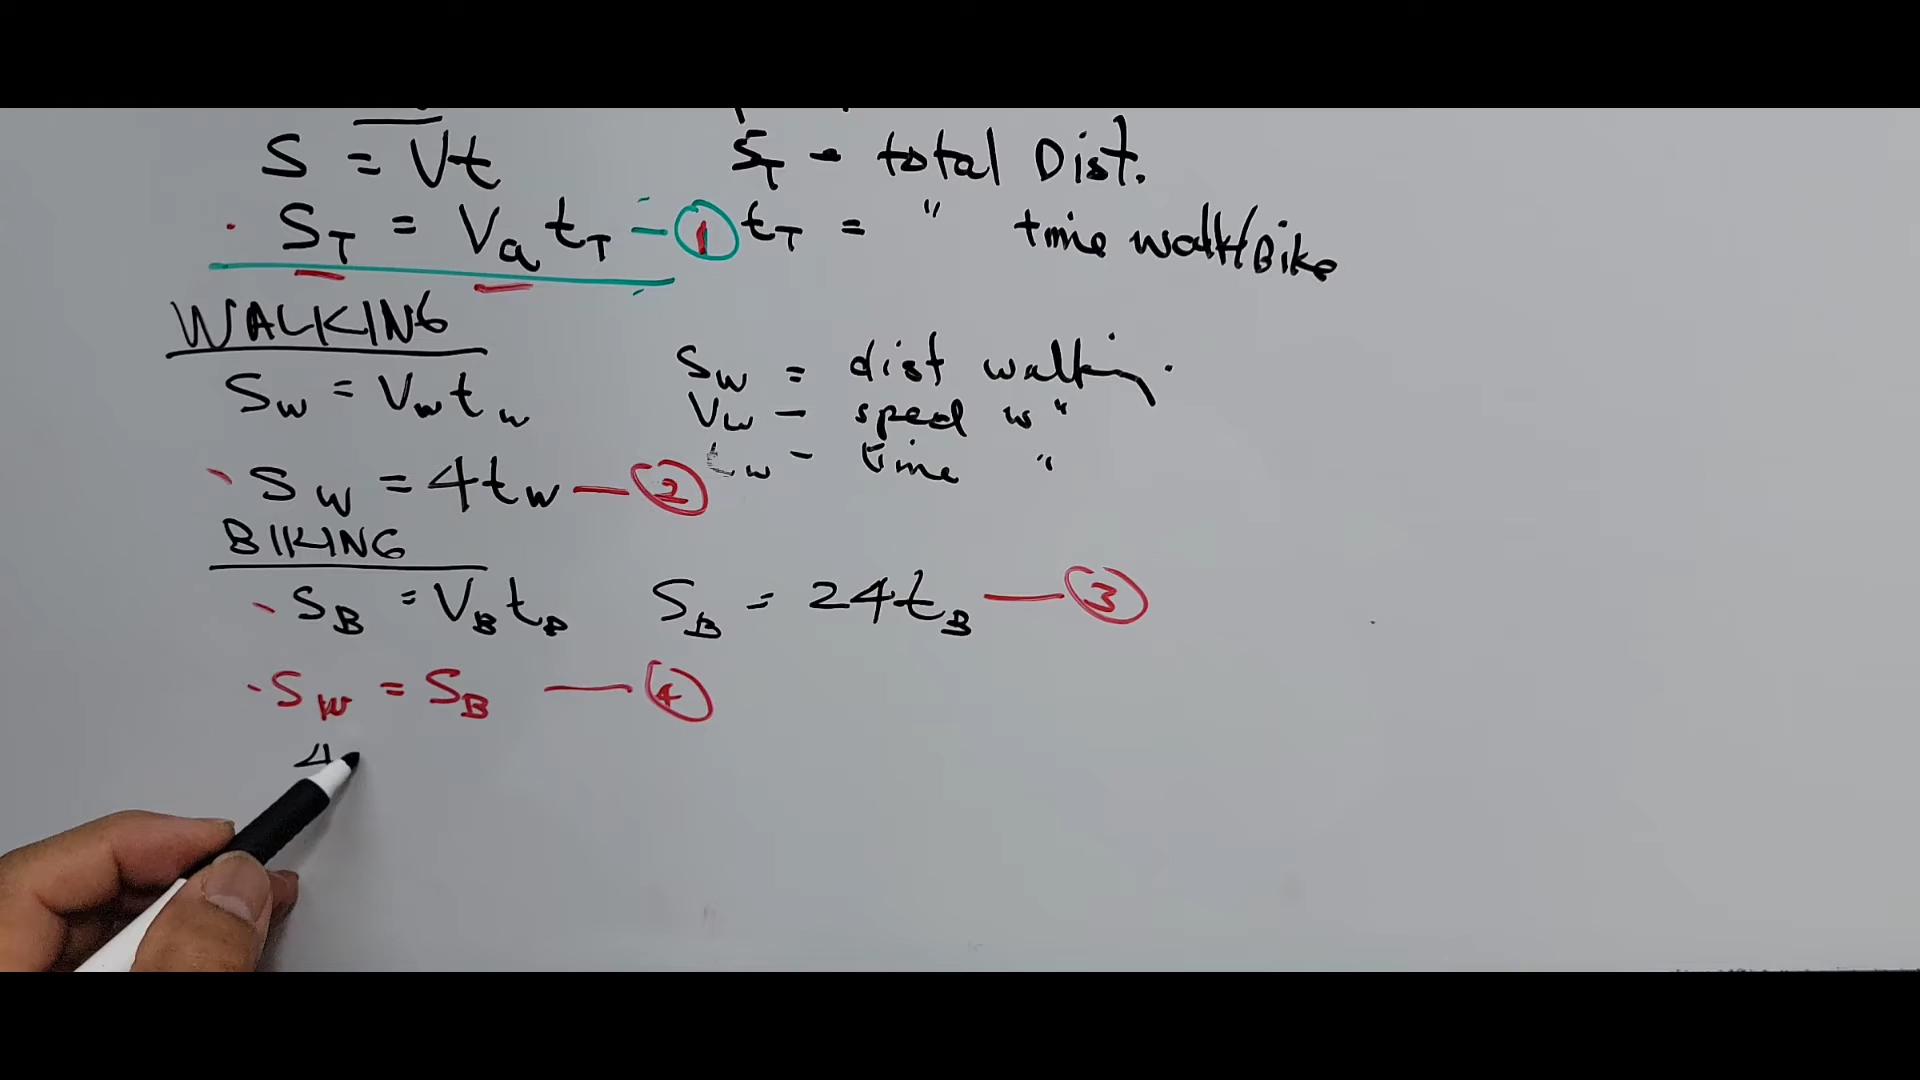 S = Vt
S_T - total Dist.
S_T = V_a t_T — 1
t_T = " time walk/Bike
WALKING
S_W = V_W t_W
S_W = dist walking.
V_W - speed w "
t_W - time "
S_W = 4t_W — 2
BIKING
S_B = V_B t_B
S_B = 24t_B — 3
S_W = S_B — 4
4